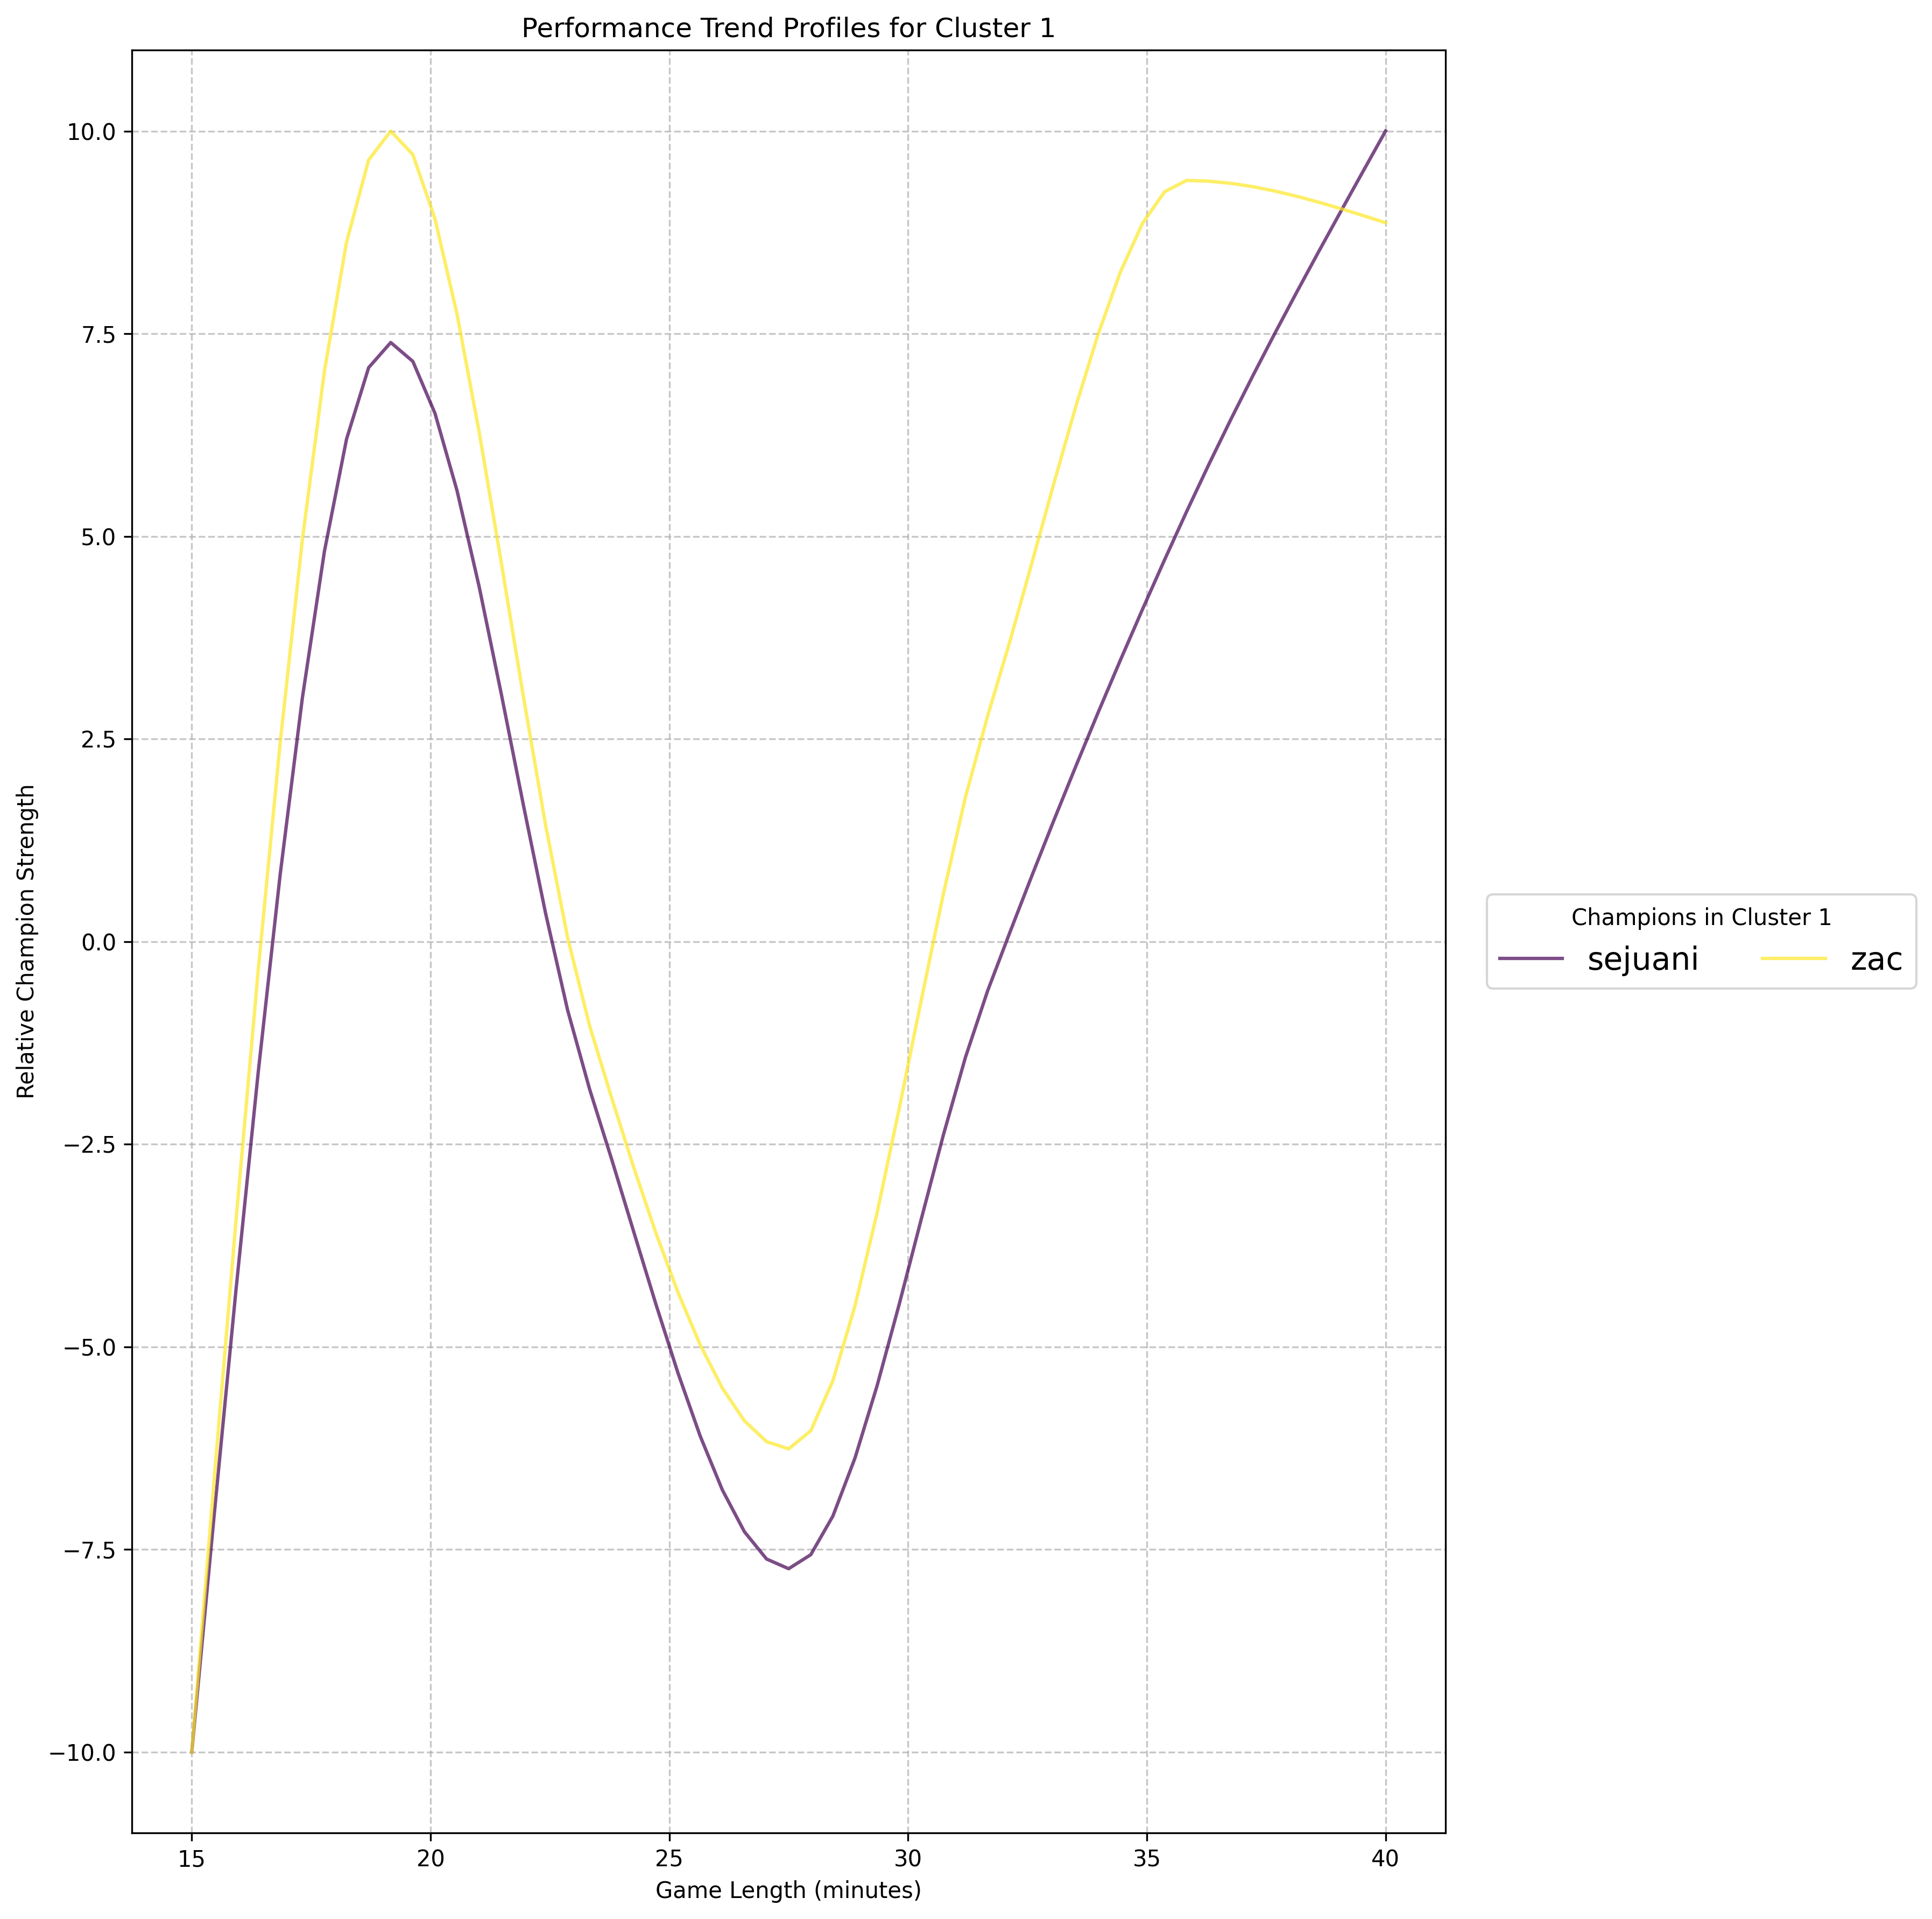 Performance Trend Profiles for Cluster 1
Relative Champion Strength
10.0
7.5
5.0
2.5
0.0
−2.5
−5.0
−7.5
−10.0
15 20 25 30 35 40
Game Length (minutes)
Champions in Cluster 1
sejuani zac